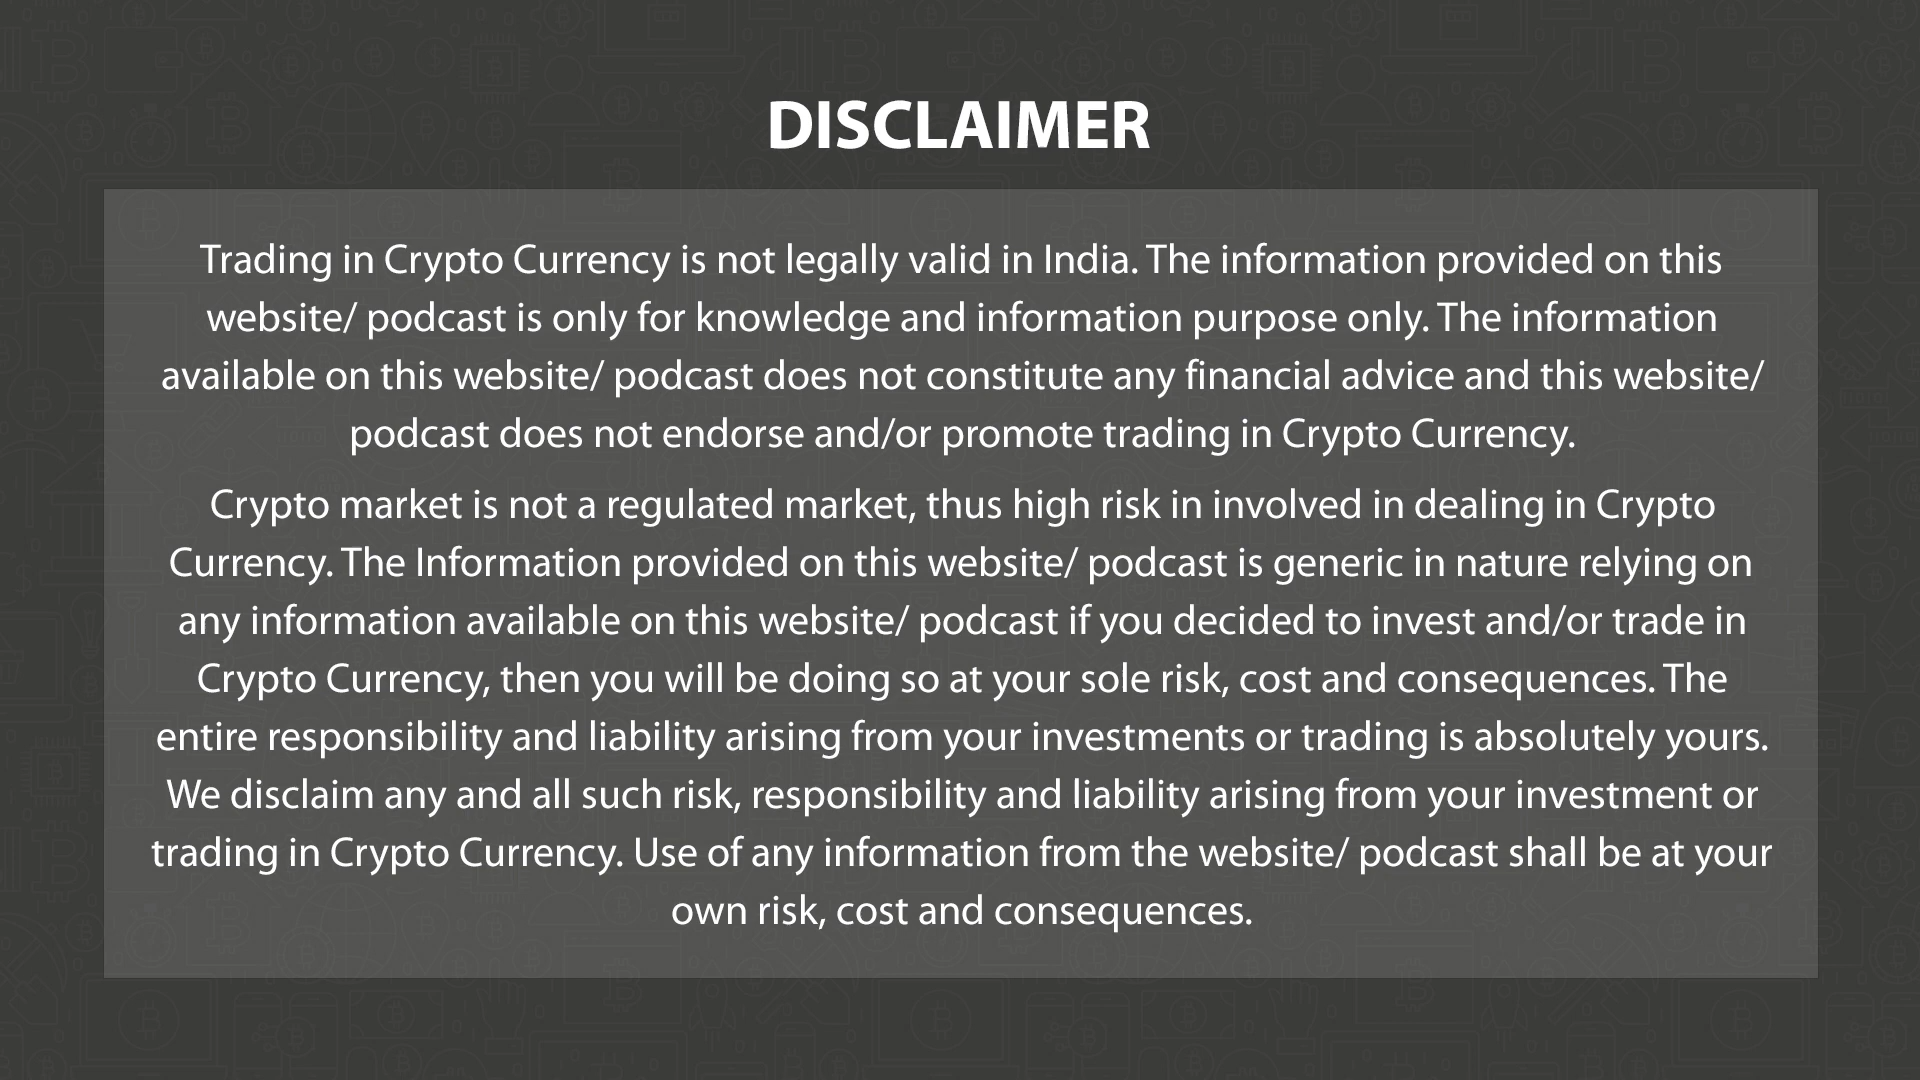 DISCLAIMER
Trading in Crypto Currency is not legally valid in India. The information provided on this
website/ podcast is only for knowledge and information purpose only. The information
available on this website/ podcast does not constitute any financial advice and this website/
podcast does not endorse and/or promote trading in Crypto Currency.
Crypto market is not a regulated market, thus high risk in involved in dealing in Crypto
Currency. The Information provided on this website/ podcast is generic in nature relying on
any information available on this website/ podcast if you decided to invest and/or trade in
Crypto Currency, then you will be doing so at your sole risk, cost and consequences. The
entire responsibility and liability arising from your investments or trading is absolutely yours.
We disclaim any and all such risk, responsibility and liability arising from your investment or
trading in Crypto Currency. Use of any information from the website/ podcast shall be at your
own risk, cost and consequences.